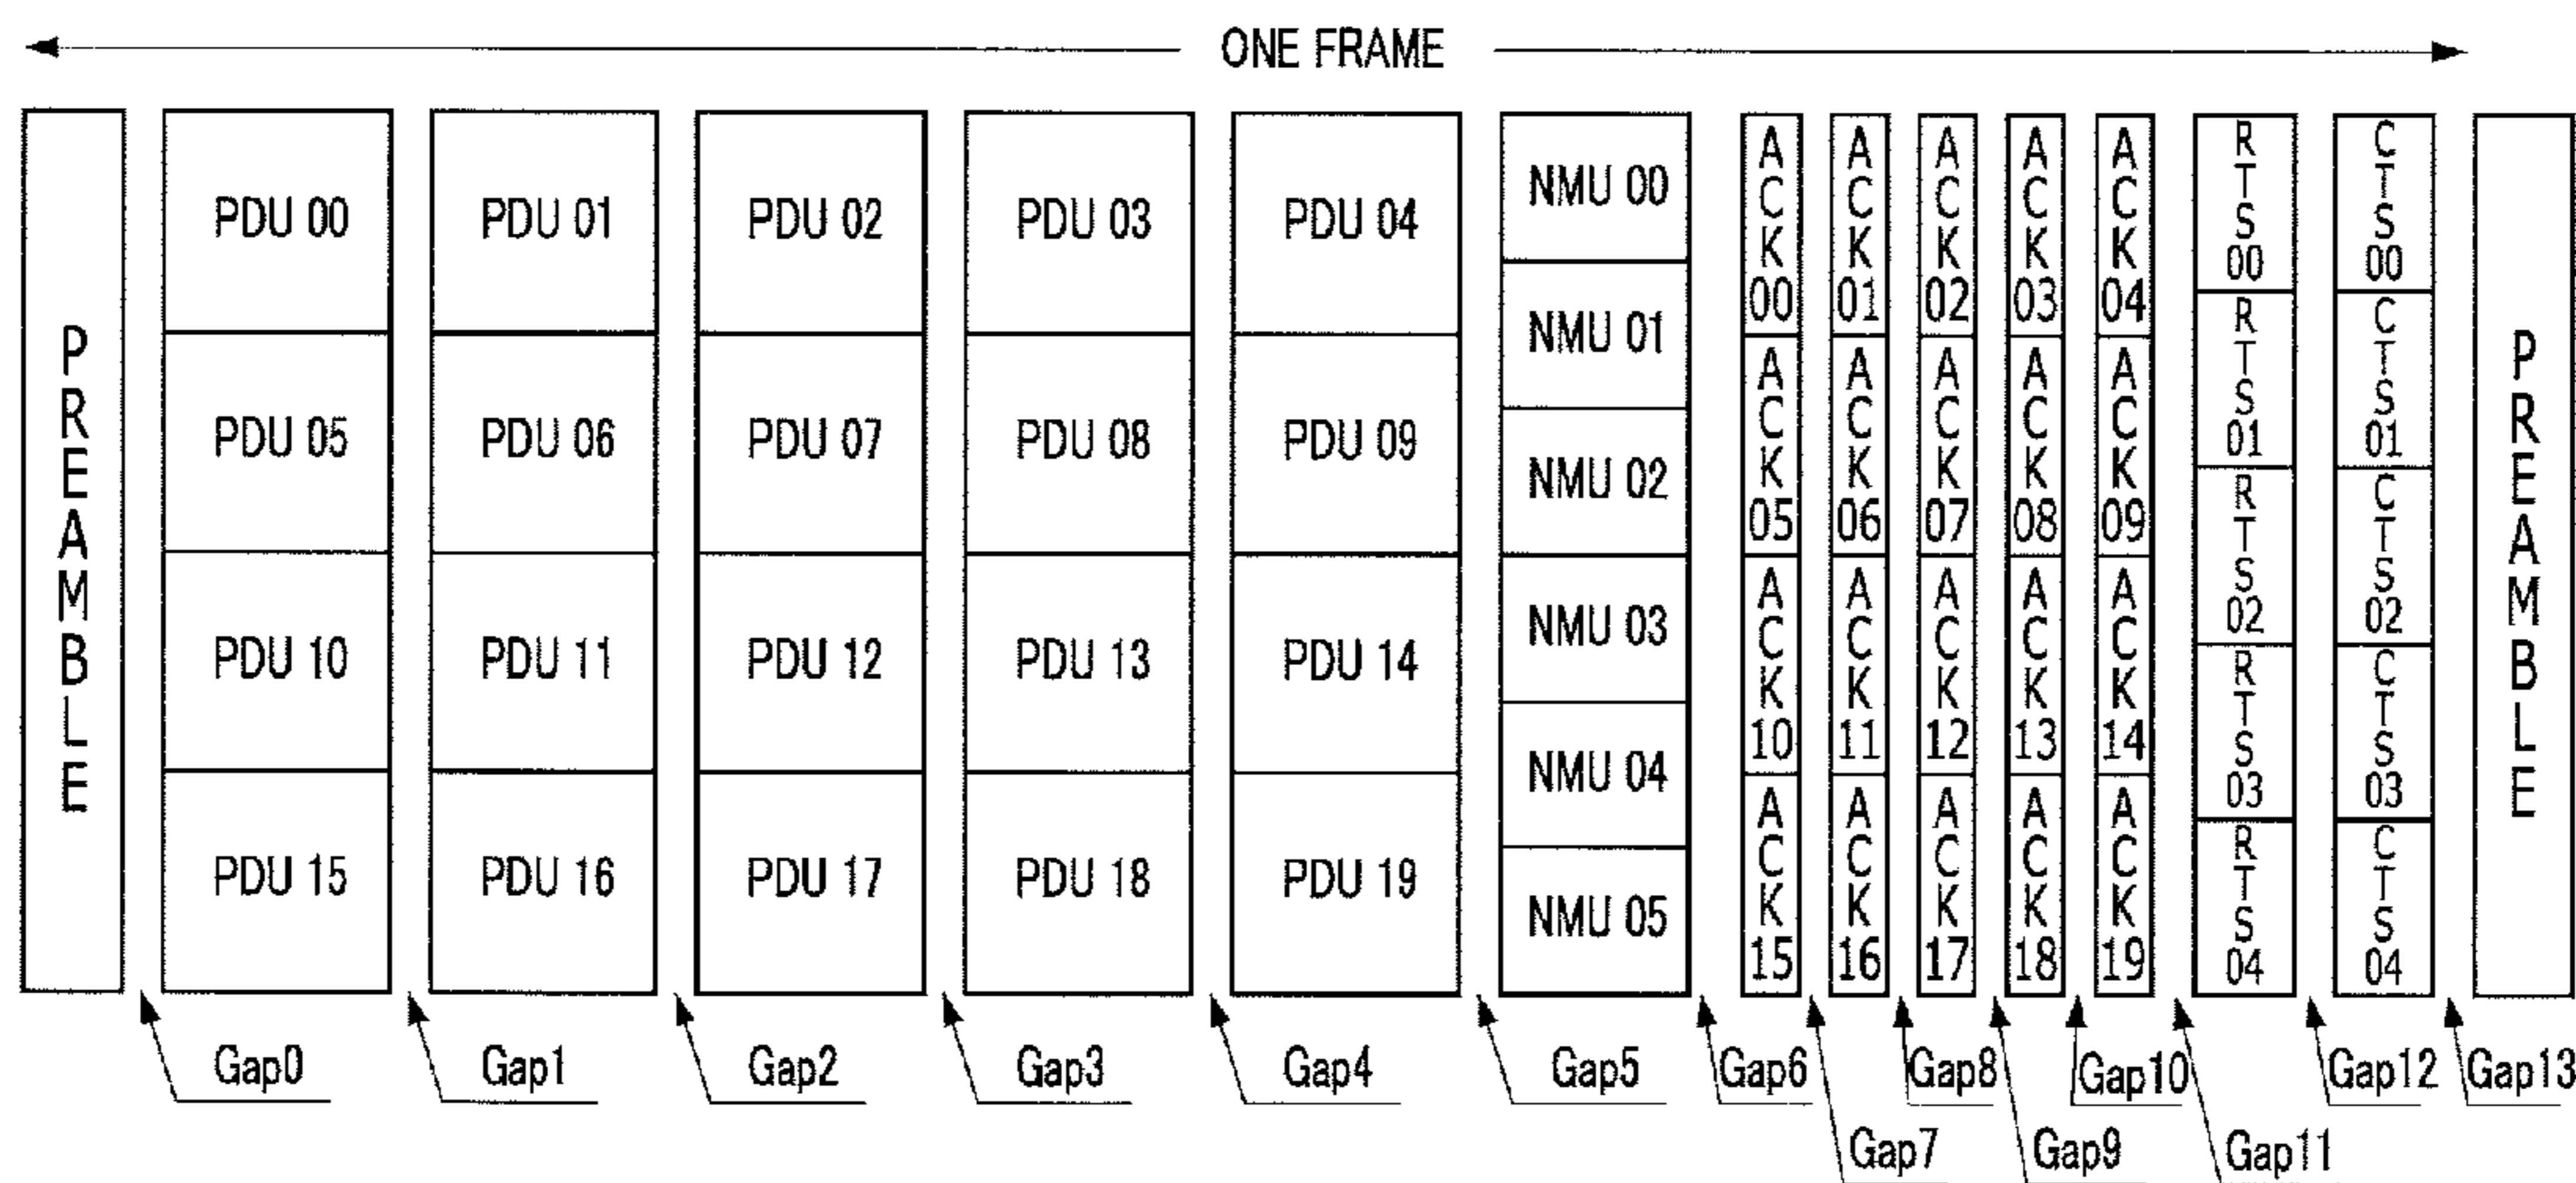 ONE FRAME
PREAMBLE
PDU 00
PDU 05
PDU 10
PDU 15
PDU 01
PDU 06
PDU 11
PDU 16
PDU 02
PDU 07
PDU 12
PDU 17
PDU 03
PDU 08
PDU 13
PDU 18
PDU 04
PDU 09
PDU 14
PDU 19
NMU 00
NMU 01
NMU 02
NMU 03
NMU 04
NMU 05
ACK 00
ACK 05
ACK 10
ACK 15
ACK 01
ACK 06
ACK 11
ACK 16
ACK 02
ACK 07
ACK 12
ACK 17
ACK 03
ACK 08
ACK 13
ACK 18
ACK 04
ACK 09
ACK 14
ACK 19
RTS 00
RTS 01
RTS 02
RTS 03
RTS 04
CTS 00
CTS 01
CTS 02
CTS 03
CTS 04
PREAMBLE
Gap0
Gap1
Gap2
Gap3
Gap4
Gap5
Gap6
Gap7
Gap8
Gap9
Gap10
Gap11
Gap12
Gap13